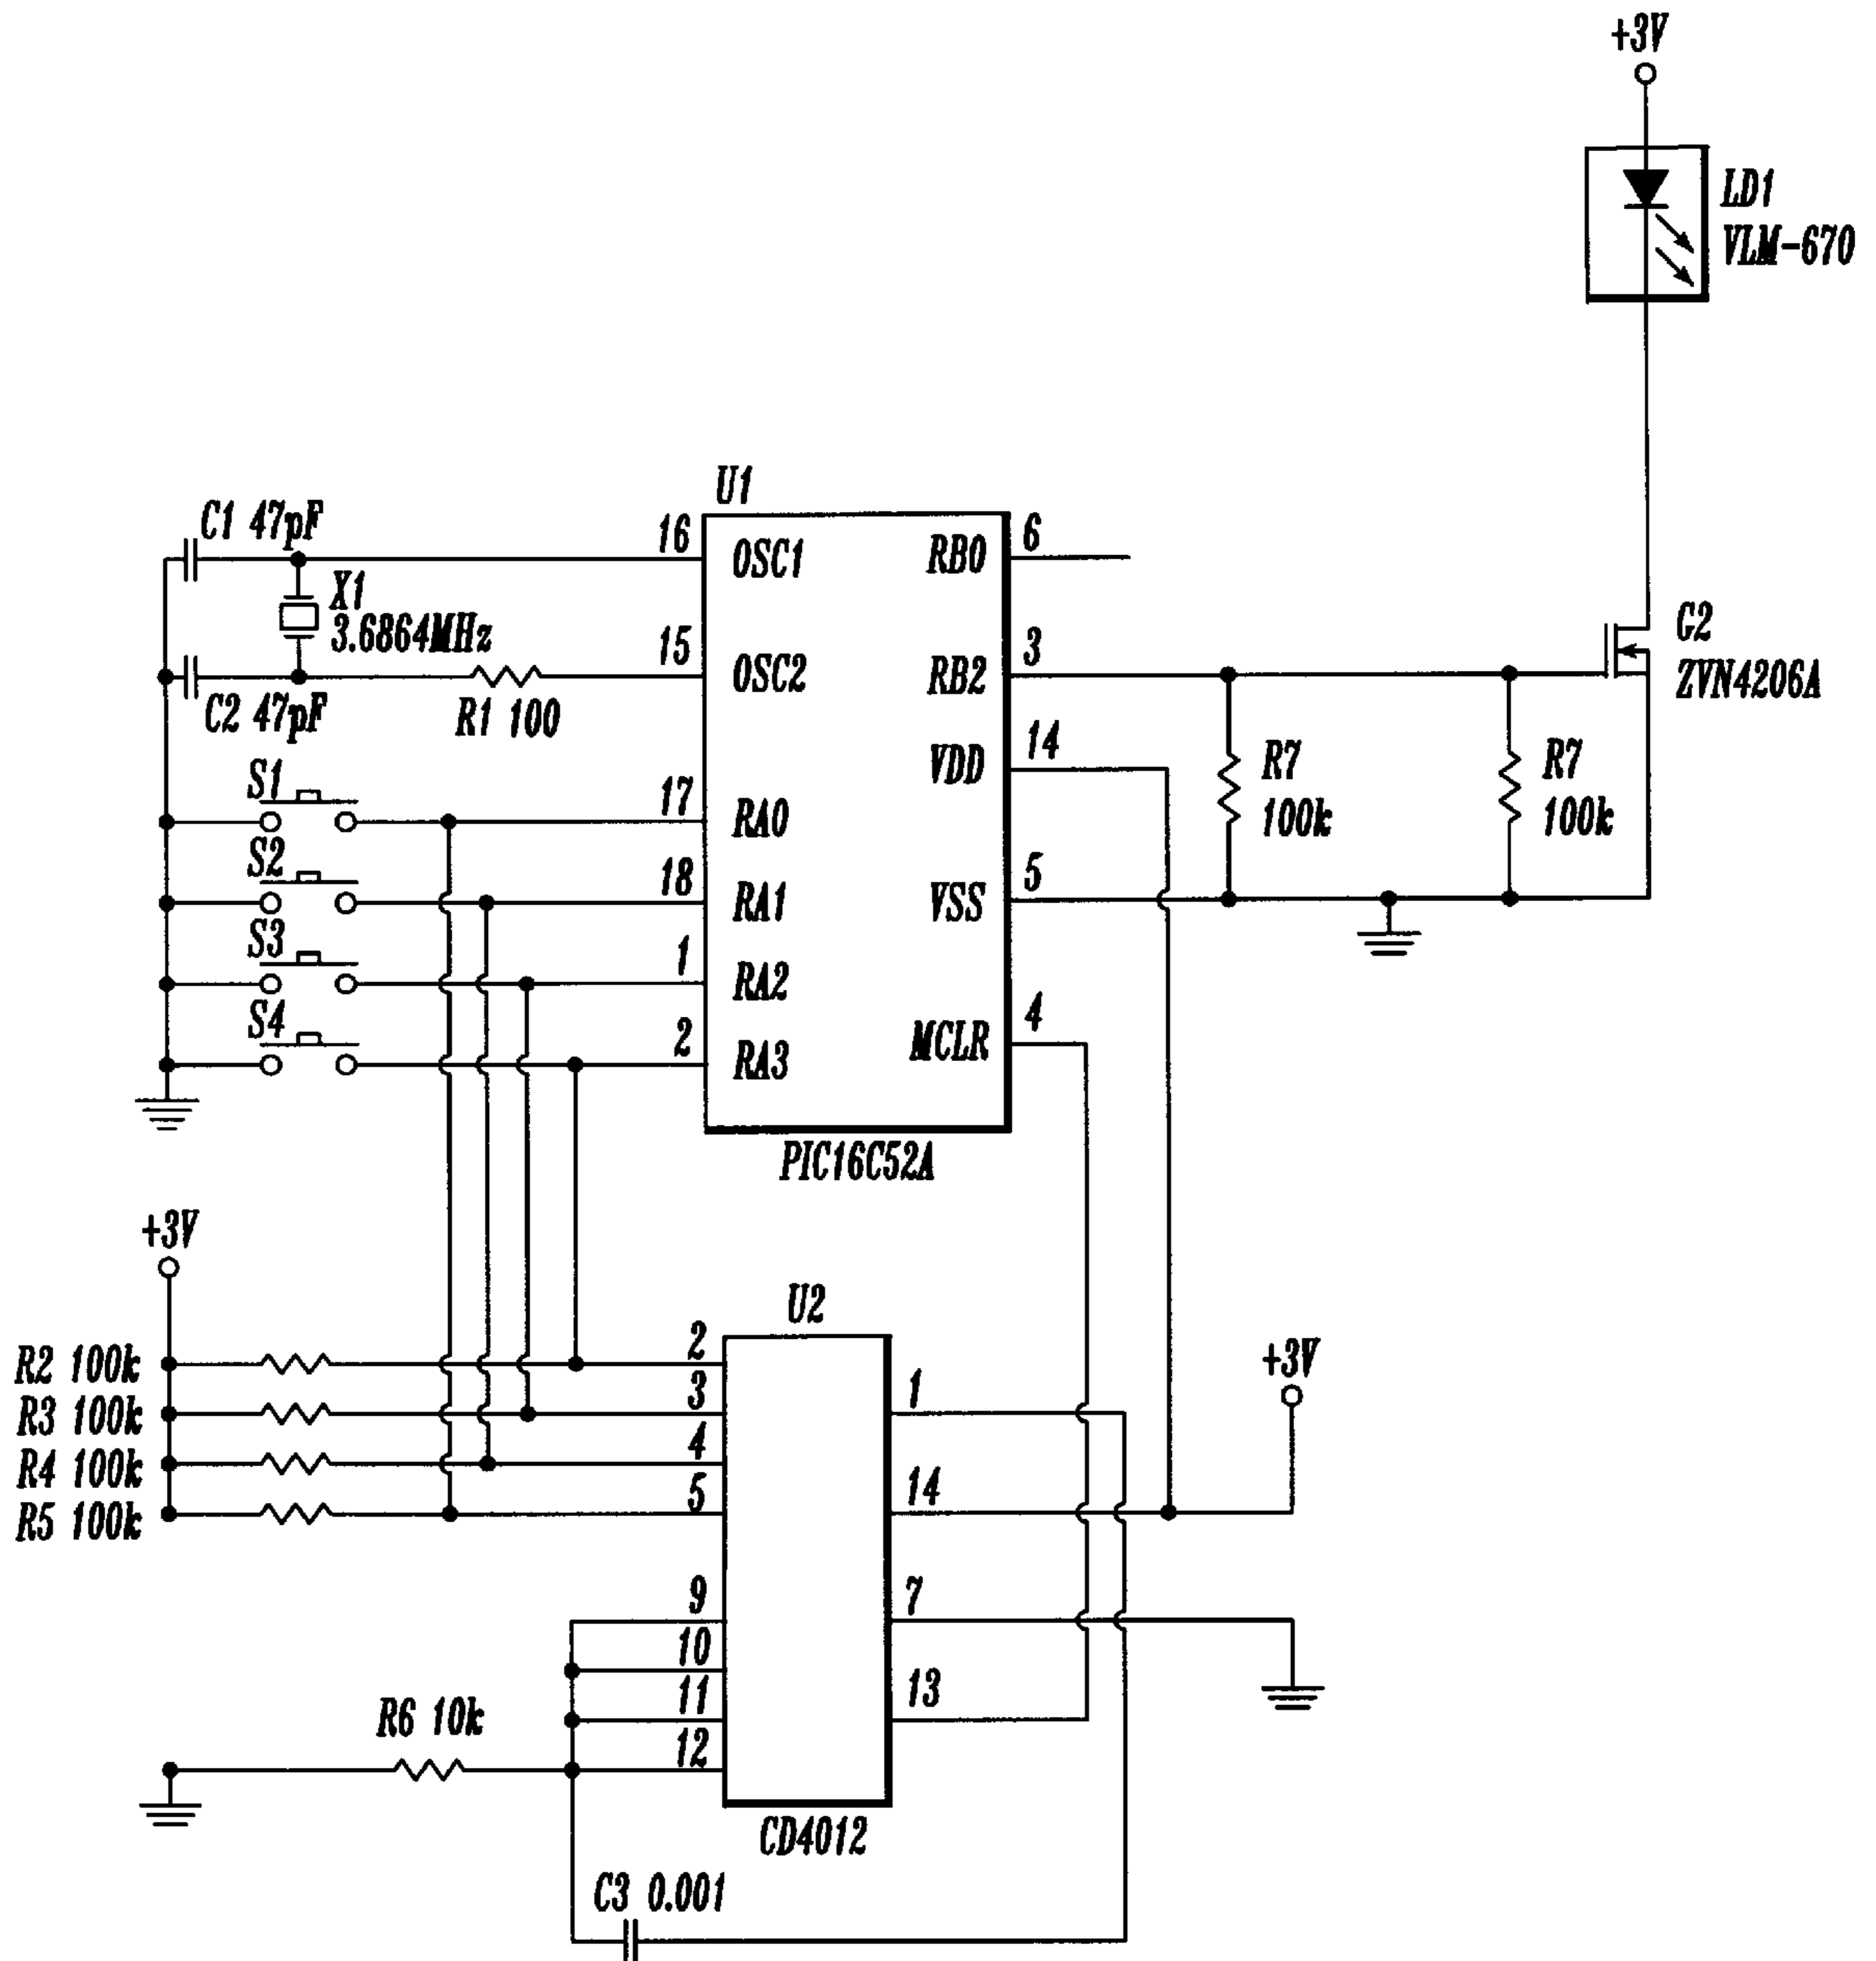 +3V
LD1
VLM-670
U1
C1 47pF
16
OSC1
RB0
6
X1
3.6864MHz
15
OSC2
RB2
3
G2
ZVN4206A
C2 47pF
R1 100
VDD
14
R7
100k
R7
100k
S1
17
RA0
S2
18
RA1
VSS
5
S3
1
RA2
S4
2
RA3
MCLR
4
PIC16C52A
+3V
U2
R2 100k
2
+3V
R3 100k
3
1
R4 100k
4
R5 100k
5
14
9
7
10
11
13
R6 10k
12
CD4012
C3 0.001